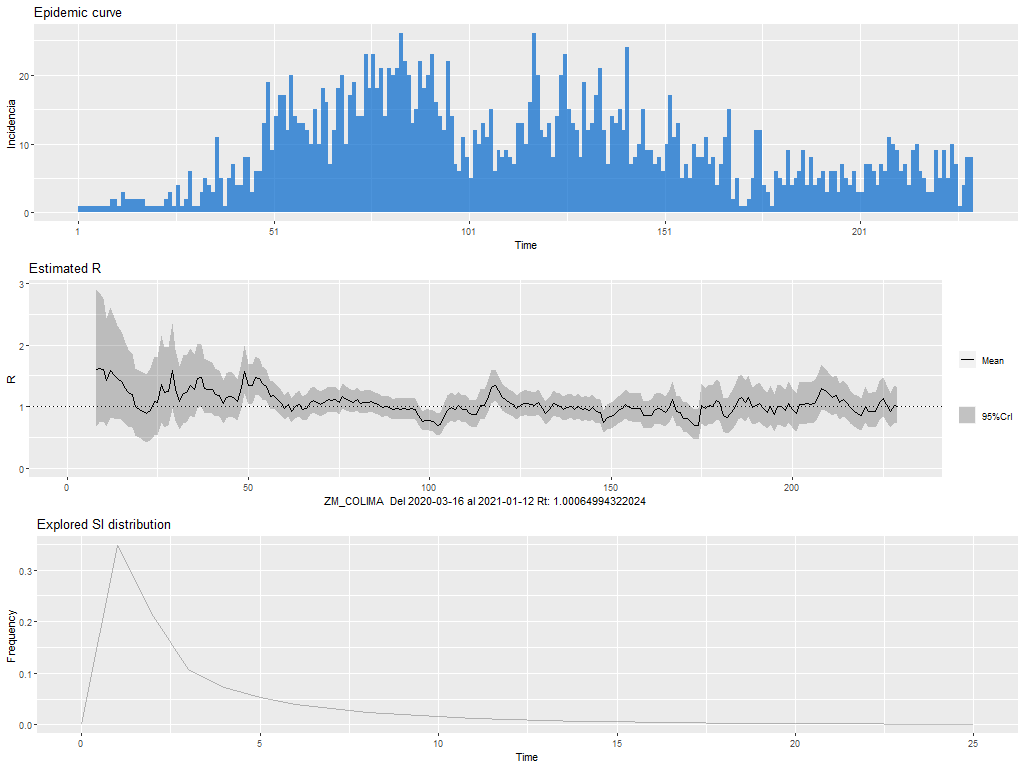 Epidemic curve
Incidencia
20
10
0
1
51
101
151
201
Time
Estimated R
R
3
2
1
0
0
50
100
150
200
ZM_COLIMA Del 2020-03-16 al 2021-01-12 Rt: 1.00064994322024
Mean
95%CrI
Explored SI distribution
Frequency
0.3
0.2
0.1
0.0
0
5
10
15
20
25
Time